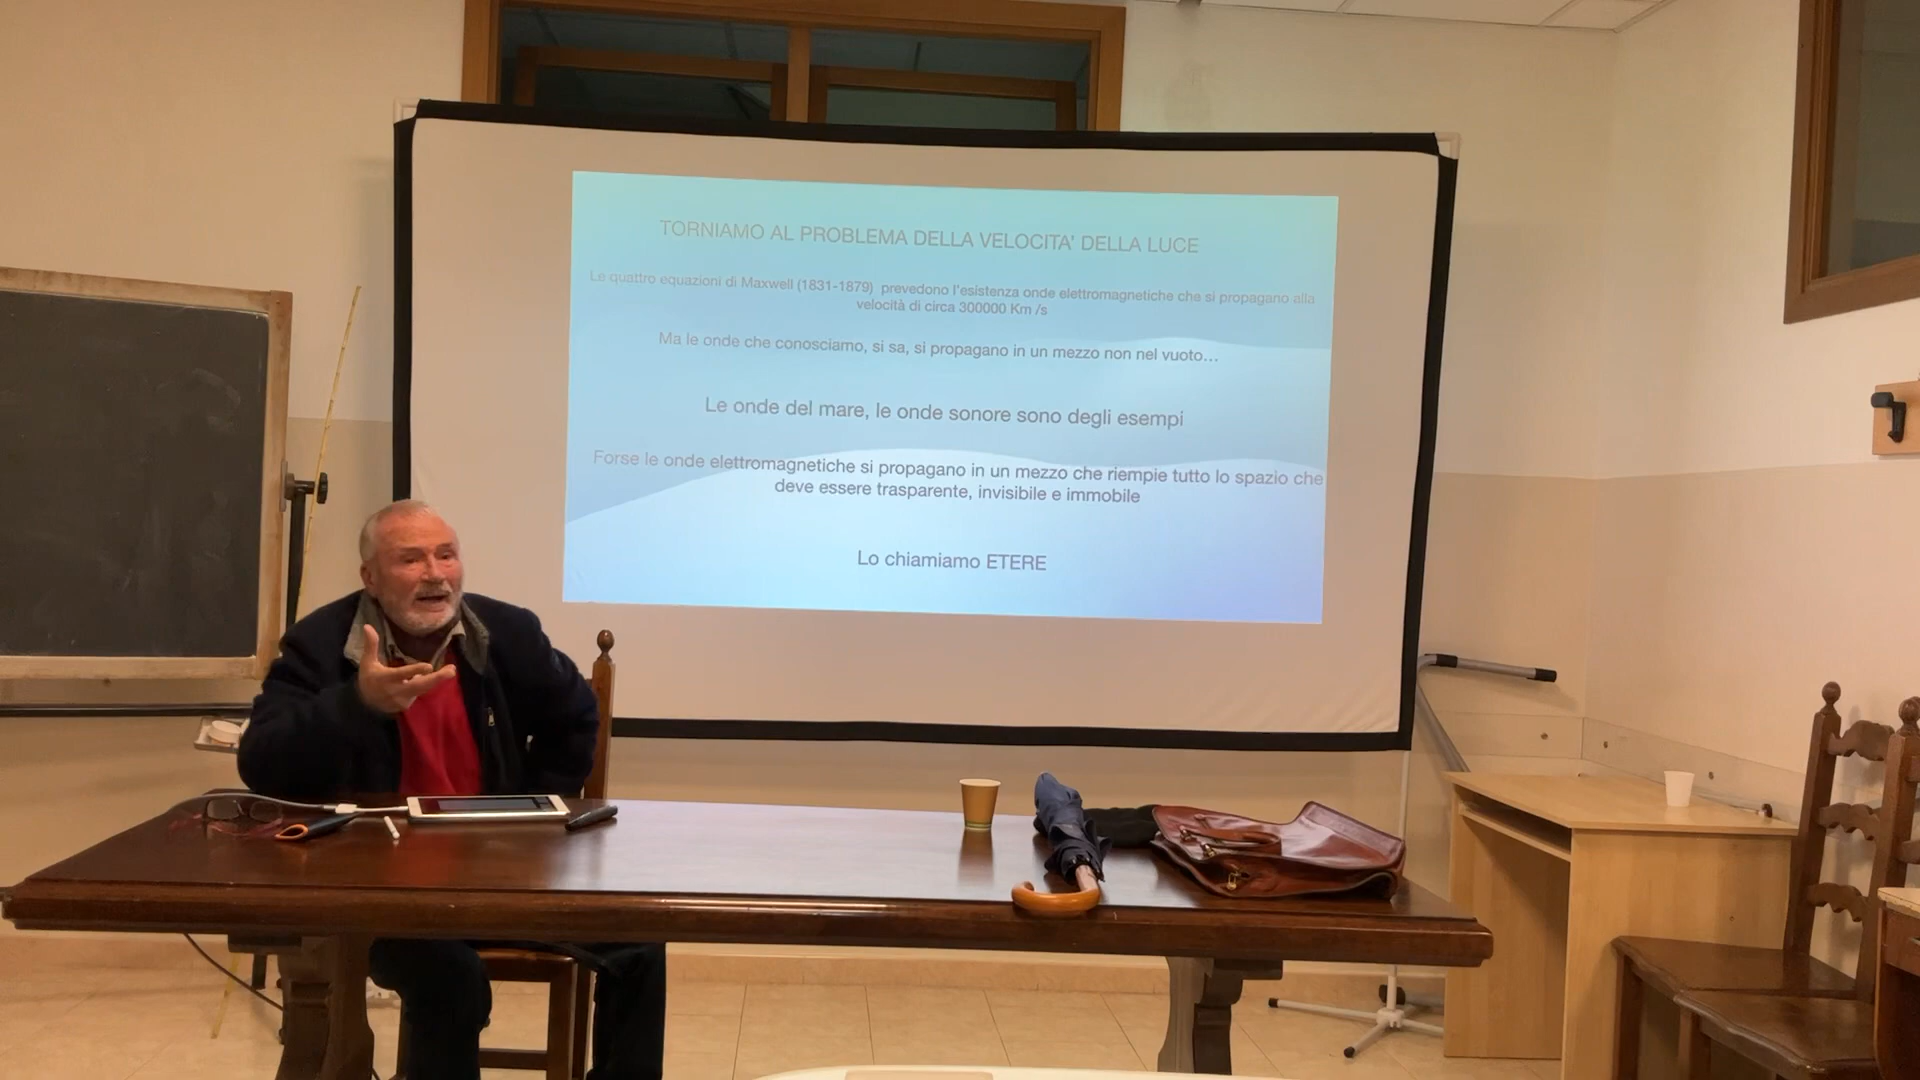 TORNIAMO AL PROBLEMA DELLA VELOCITA' DELLA LUCE
Le quattro equazioni di Maxwell (1831-1879) prevedono l'esistenza onde elettromagnetiche che si propagano alla
velocità di circa 300000 Km /s
Ma le onde che conosciamo, si sa, si propagano in un mezzo non nel vuoto...
Le onde del mare, le onde sonore sono degli esempi
Forse le onde elettromagnetiche si propagano in un mezzo che riempie tutto lo spazio che
deve essere trasparente, invisibile e immobile
Lo chiamiamo ETERE